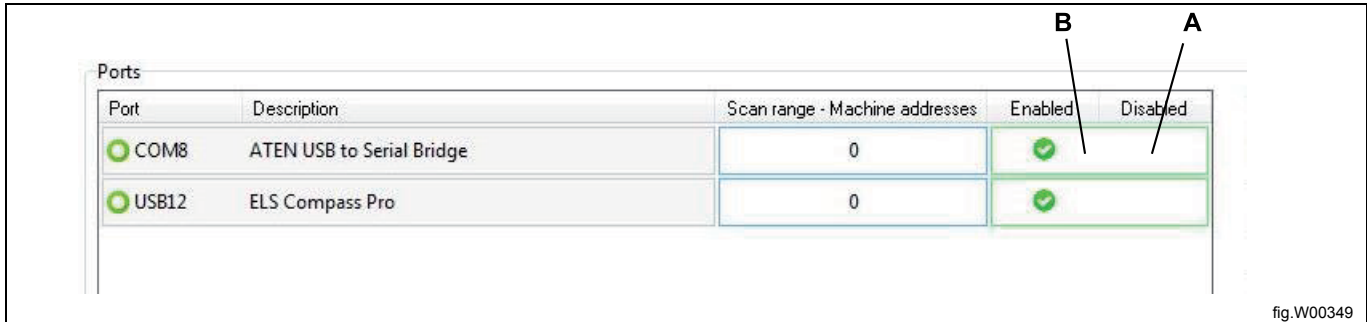 B A
Ports
Port Description Scan range - Machine addresses Enabled Disabled
COM8 ATEN USB to Serial Bridge 0
USB12 ELS Compass Pro 0
fig.W00349